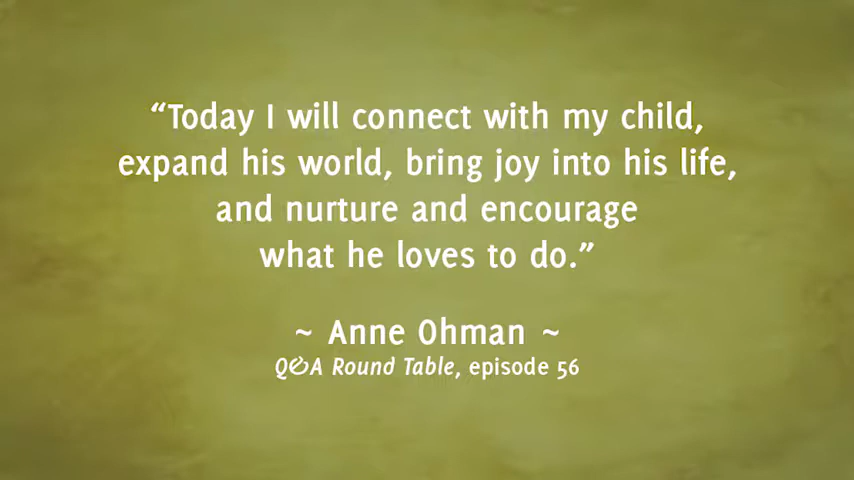 “Today I will connect with my child,
expand his world, bring joy into his life,
and nurture and encourage
what he loves to do.”
~ Anne Ohman ~
Q&A Round Table, episode 56